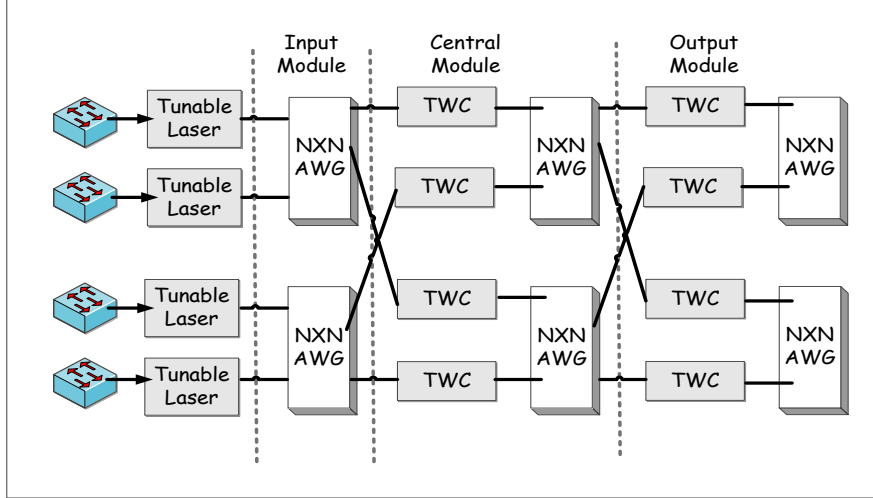 Input
Module
Central
Module
Output
Module
Tunable
Laser
NXN
AWG
TWC
NXN
AWG
TWC
NXN
AWG
Tunable
Laser
TWC
TWC
Tunable
Laser
NXN
AWG
TWC
NXN
AWG
TWC
NXN
AWG
Tunable
Laser
TWC
TWC